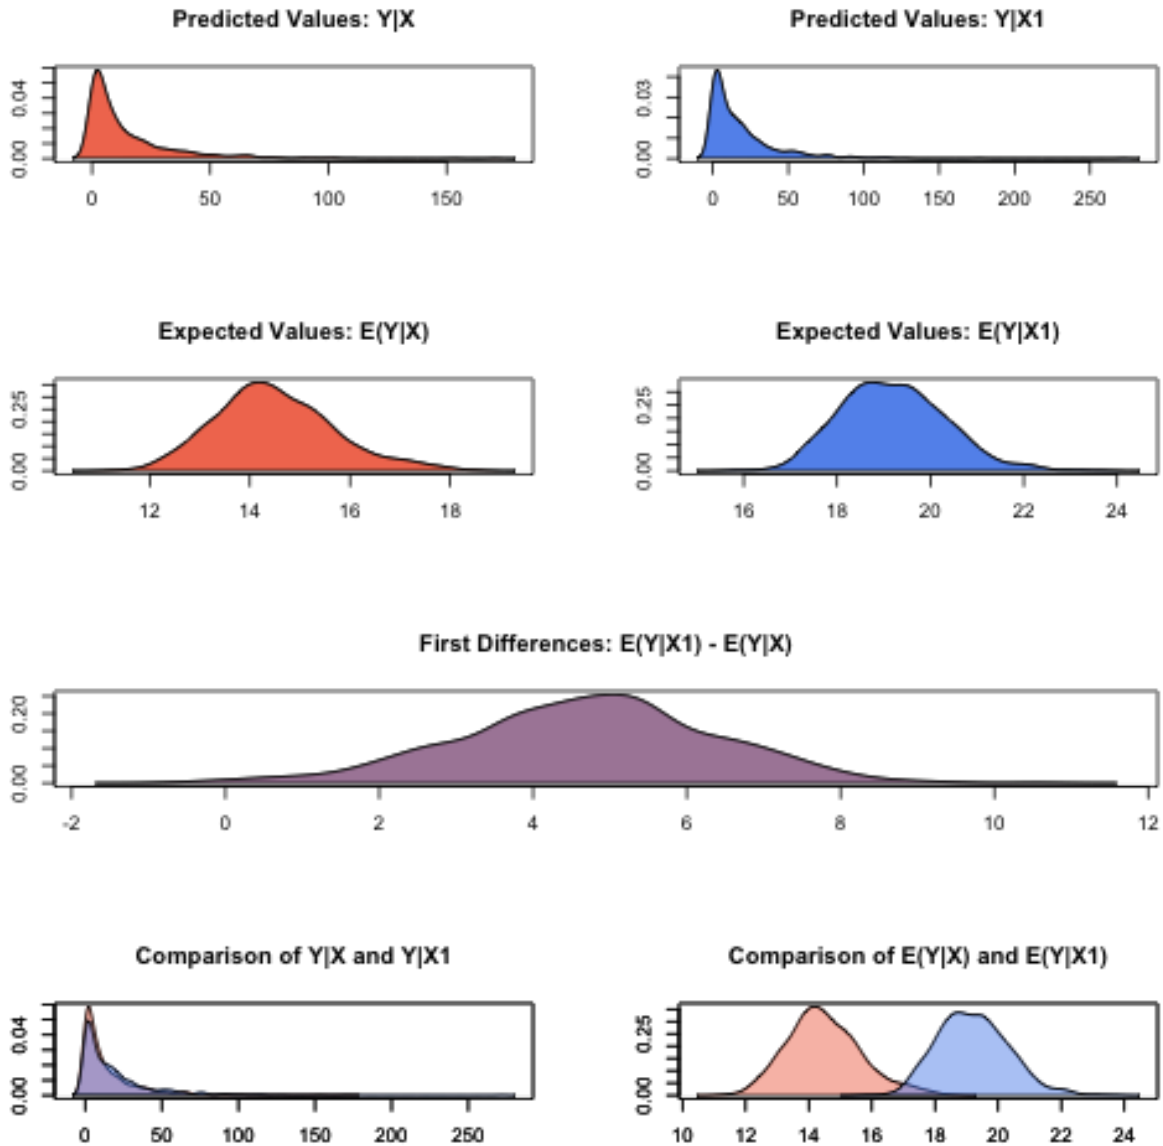 Predicted Values: Y|X
0.04
0.00
0 50 100 150
Predicted Values: Y|X1
0.03
0.00
0 50 100 150 200 250
Expected Values: E(Y|X)
0.25
0.00
12 14 16 18
Expected Values: E(Y|X1)
0.25
0.00
16 18 20 22 24
First Differences: E(Y|X1) - E(Y|X)
0.20
0.00
-2 0 2 4 6 8 10 12
Comparison of Y|X and Y|X1
0.04
0.00
0 50 100 150 200 250
Comparison of E(Y|X) and E(Y|X1)
0.25
0.00
10 12 14 16 18 20 22 24